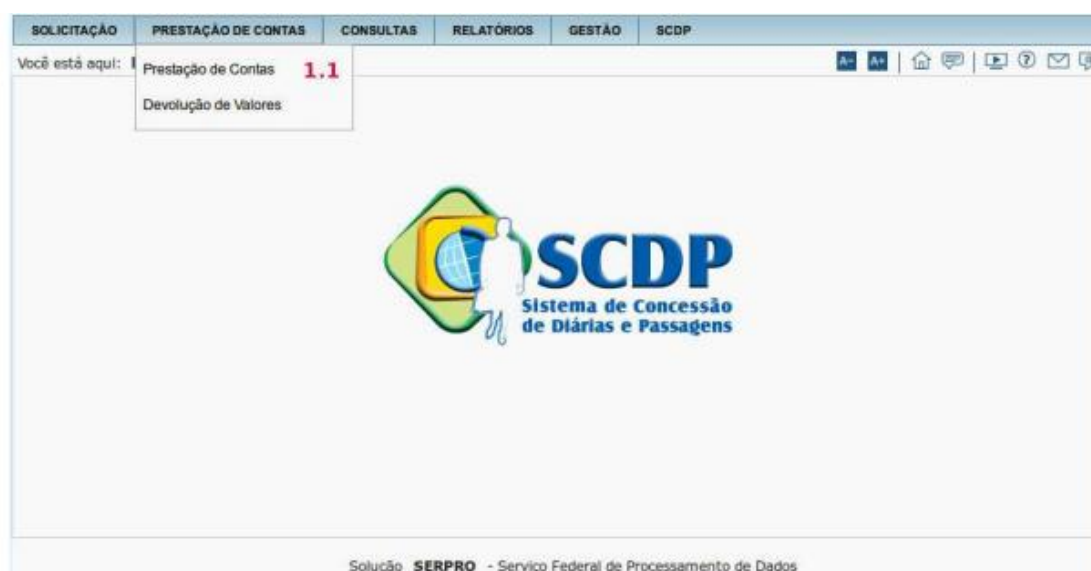 SOLICITAÇÃO PRESTAÇÃO DE CONTAS CONSULTAS RELATÓRIOS GESTÃO SCDP
Você está aqui:
A- A+
Prestação de Contas 1.1
Devolução de Valores
SCDP
Sistema de Concessão
de Diárias e Passagens
Solução SERPRO - Serviço Federal de Processamento de Dados